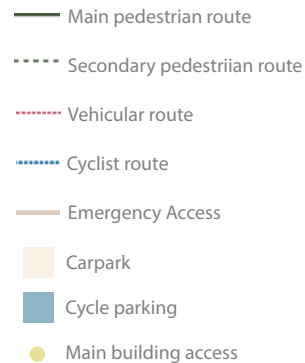 Main pedestrian route
Secondary pedestriian route
Vehicular route
Cyclist route
Emergency Access
Carpark
Cycle parking
Main building access